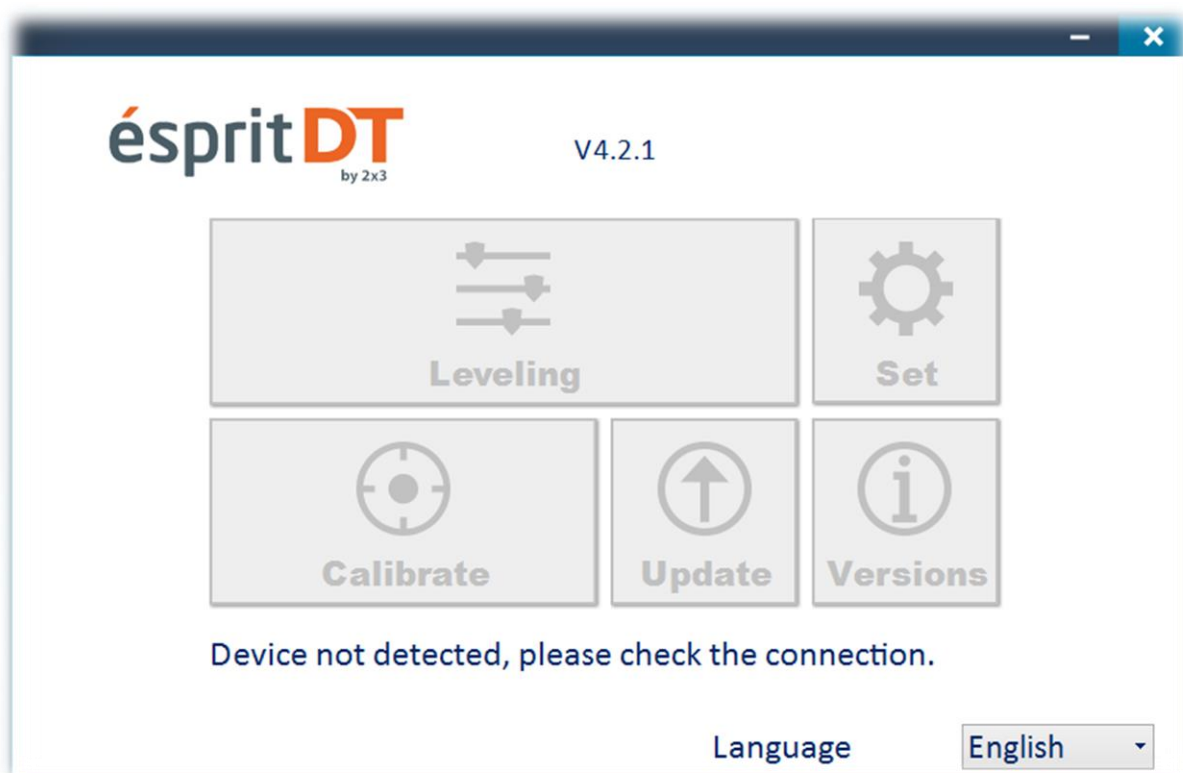 ésprit DT
by 2x3
V4.2.1
Leveling
Set
Calibrate
Update
Versions
Device not detected, please check the connection.
Language
English